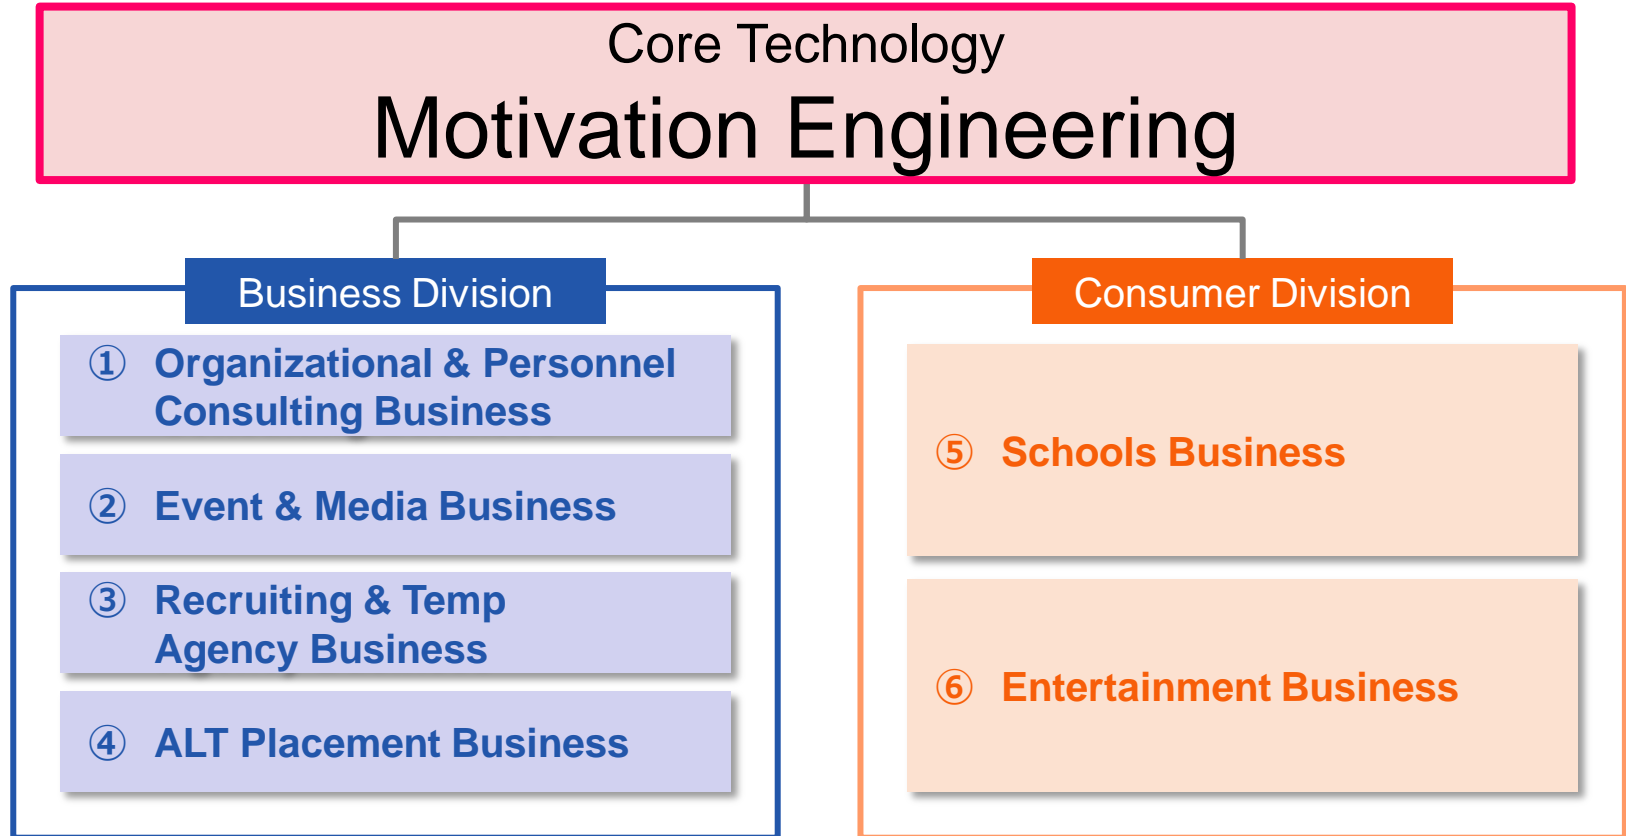 Core Technology
Motivation Engineering
Business Division
① Organizational & Personnel
Consulting Business
② Event & Media Business
③ Recruiting & Temp
Agency Business
④ ALT Placement Business
Consumer Division
⑤ Schools Business
⑥ Entertainment Business